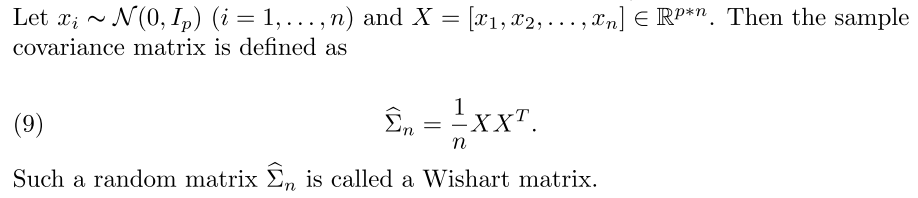 Let $x_i \sim \mathcal{N}(0, I_p)$ $(i = 1, \ldots, n)$ and $X = [x_1, x_2, \ldots, x_n] \in \mathbb{R}^{p*n}$. Then the sample
covariance matrix is defined as
(9) $\widehat{\Sigma}_n = \frac{1}{n} X X^T.$
Such a random matrix $\widehat{\Sigma}_n$ is called a Wishart matrix.